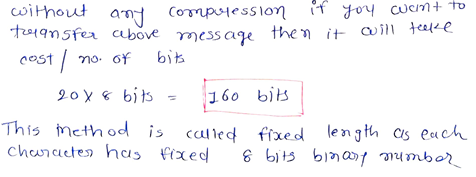 without any compression if you want to
transfer above message then it will take
cost / no. of bits
20 X 8 bits = 160 bits
This method is called fixed length as each
character has fixed 8 bits binary number